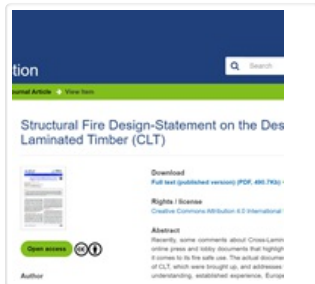 tion
Search
Journal Article → View Item
Structural Fire Design-Statement on the Des
Laminated Timber (CLT)
Download
Full text (published version) (PDF, 490.7Kb)
Rights / license
Creative Commons Attribution 4.0 International
Abstract
Recently, some comments about Cross-Lamin
online press and lobby documents that highligh
it comes to its fire safe use. The actual documen
of CLT, which were brought up, and addresses
understanding, established experience, Europe
Open access
Author